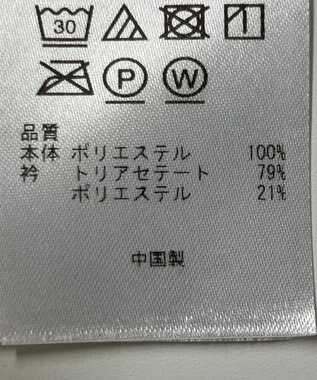 30
P W
品質
本体 ポリエステル 100%
衿 トリアセテート 79%
ポリエステル 21%
中国製